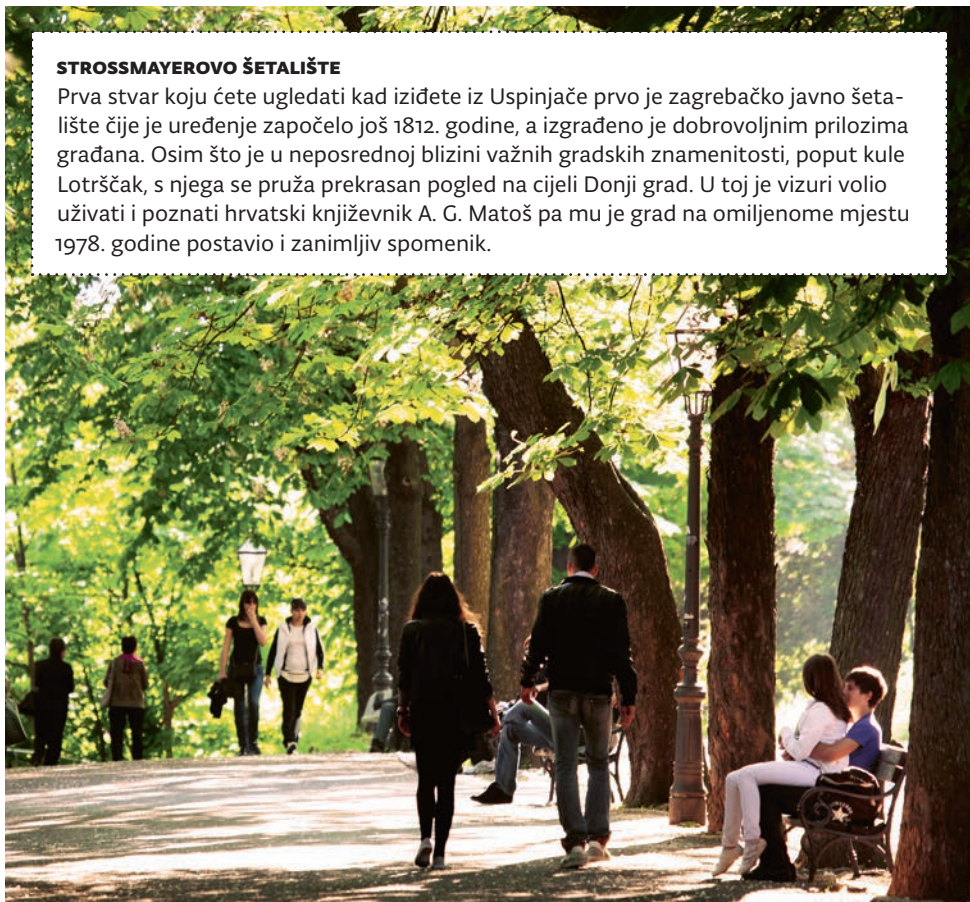 STROSSMAYEROVO ŠETALIŠTE
Prva stvar koju ćete ugledati kad iziđete iz Uspinjače prvo je zagrebačko javno šeta-
lište čije je uređenje započelo još 1812. godine, a izgrađeno je dobrovoljnim prilozima
građana. Osim što je u neposrednoj blizini važnih gradskih znamenitosti, poput kule
Lotrščak, s njega se pruža prekrasan pogled na cijeli Donji grad. U toj je vizuri volio
uživati i poznati hrvatski književnik A. G. Matoš pa mu je grad na omiljenome mjestu
1978. godine postavio i zanimljiv spomenik.